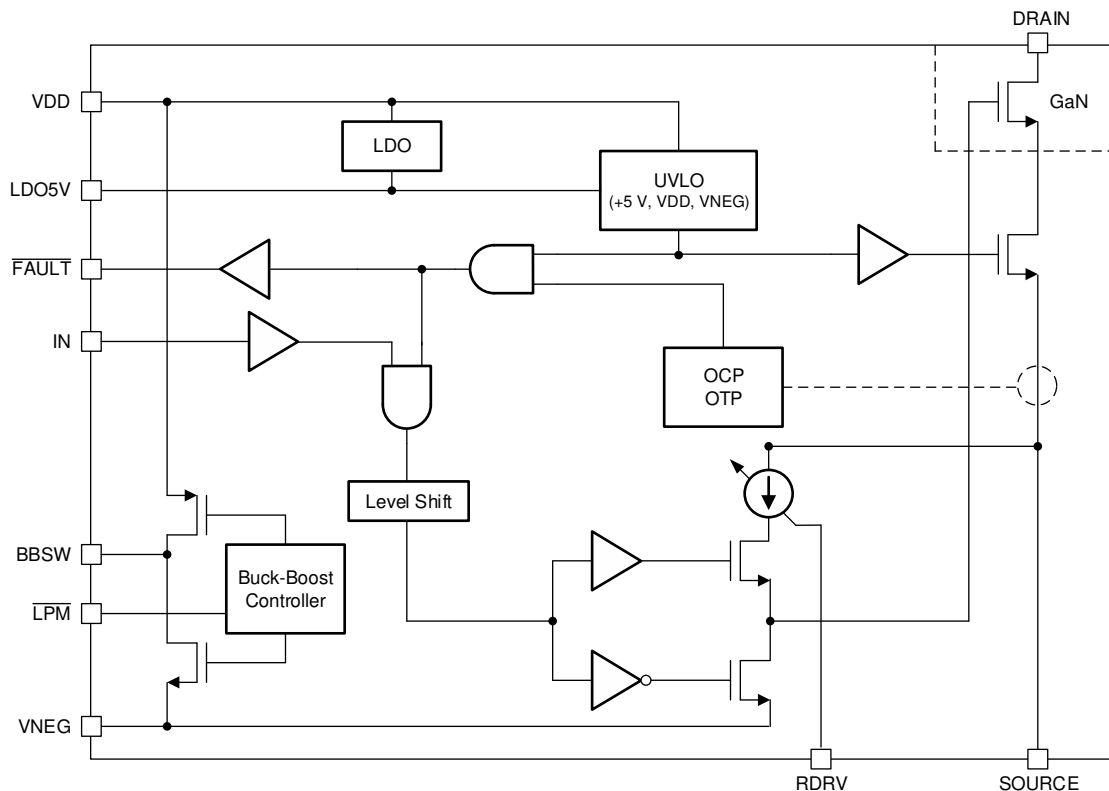 DRAIN
VDD
GaN
LDO
UVLO
(+5 V, VDD, VNEG)
LDO5V
FAULT
IN
OCP
OTP
Level Shift
BBSW
Buck-Boost
Controller
LPM
VNEG
RDRV
SOURCE